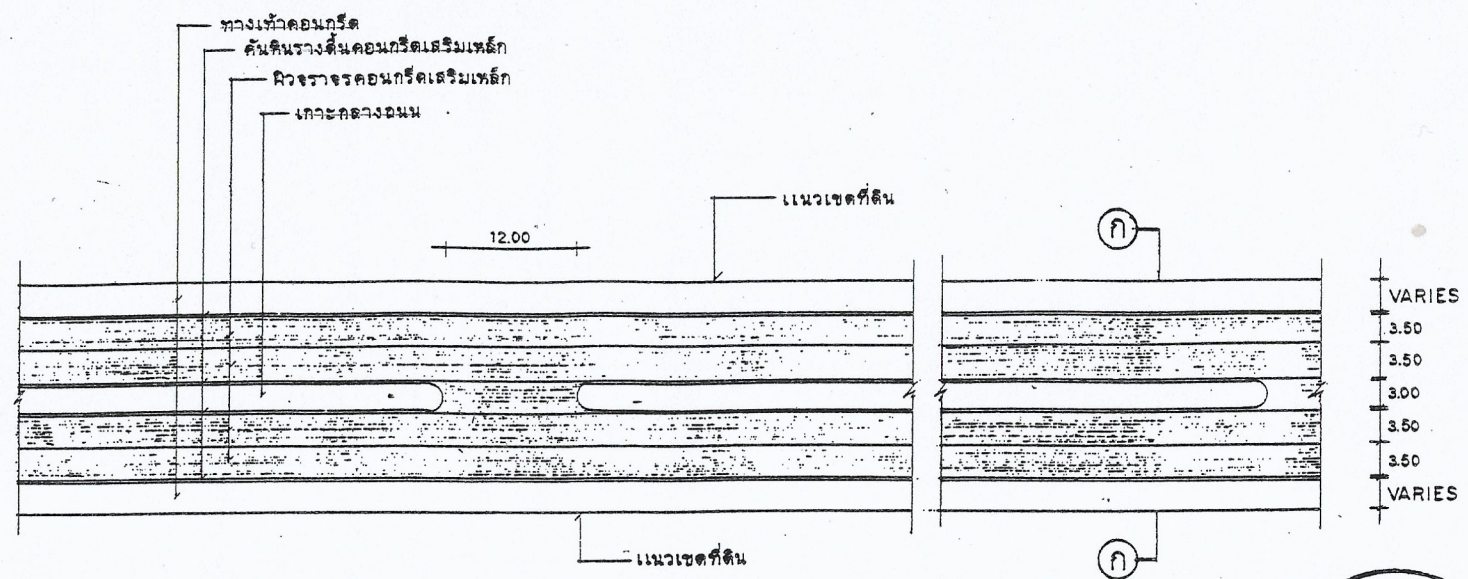 ทางเท้าคอนกรีต
คันหินรางตื้นคอนกรีตเสริมเหล็ก
ผิวจราจรคอนกรีตเสริมเหล็ก
เกาะกลางถนน
แนวเขตที่ดิน
12.00
ก
VARIES
3.50
3.50
3.00
3.50
3.50
VARIES
แนวเขตที่ดิน
ก